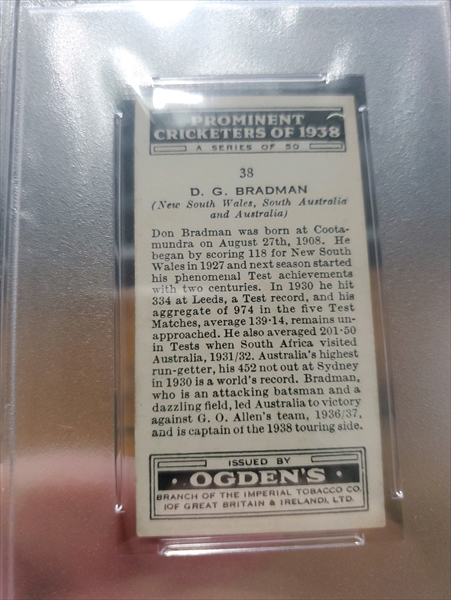 PROMINENT
CRICKETERS OF 1938
A SERIES OF 50
38
D. G. BRADMAN
(New South Wales, South Australia
and Australia)
Don Bradman was born at Coota-
mundra on August 27th, 1908. He
began by scoring 118 for New South
Wales in 1927 and next season started
his phenomenal Test achievements
with two centuries. In 1930 he hit
334 at Leeds, a Test record, and his
aggregate of 974 in the five Test
Matches, average 139·14, remains un-
approached. He also averaged 201·50
in Tests when South Africa visited
Australia, 1931/32. Australia's highest
run-getter, his 452 not out at Sydney
in 1930 is a world's record. Bradman,
who is an attacking batsman and a
dazzling field, led Australia to victory
against G. O. Allen's team, 1936/37,
and is captain of the 1938 touring side.
ISSUED BY
· OGDEN'S ·
BRANCH OF THE IMPERIAL TOBACCO CO.
(OF GREAT BRITAIN & IRELAND), LTD.